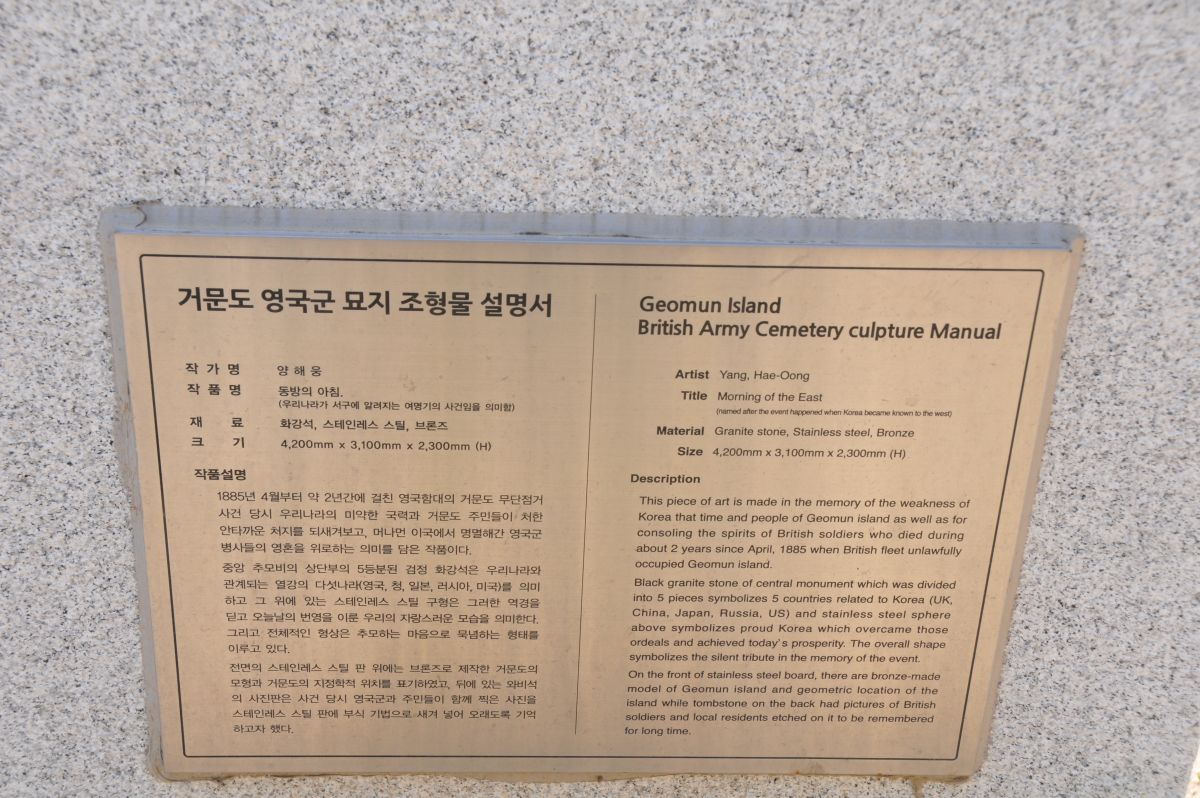 거문도 영국군 묘지 조형물 설명서
작 가 명 양 해 웅
작 품 명 동방의 아침.
(우리나라가 서구에 알려지는 여명기의 사건임을 의미함)
재 료 화강석, 스테인레스 스틸, 브론즈
크 기 4,200mm x 3,100mm x 2,300mm (H)
작품설명
1885년 4월부터 약 2년간에 걸친 영국함대의 거문도 무단점거
사건 당시 우리나라의 미약한 국력과 거문도 주민들이 처한
안타까운 처지를 되새겨보고, 머나먼 이국에서 명멸해간 영국군
병사들의 영혼을 위로하는 의미를 담은 작품이다.
중앙 추모비의 상단부의 5등분된 검정 화강석은 우리나라와
관계되는 열강의 다섯나라(영국, 청, 일본, 러시아, 미국)를 의미
하고 그 위에 있는 스테인레스 스틸 구형은 그러한 역경을
딛고 오늘날의 번영을 이룬 우리의 자랑스러운 모습을 의미한다.
그리고 전체적인 형상은 추모하는 마음으로 묵념하는 형태를
이루고 있다.
전면의 스테인레스 스틸 판 위에는 브론즈로 제작한 거문도의
모형과 거문도의 지정학적 위치를 표기하였고, 뒤에 있는 와비석
의 사진판은 사건 당시 영국군과 주민들이 함께 찍은 사진을
스테인레스 스틸 판에 부식 기법으로 새겨 넣어 오래도록 기억
하고자 했다.
Geomun Island
British Army Cemetery culpture Manual
Artist Yang, Hae-Oong
Title Morning of the East
(named after the event happened when Korea became known to the west)
Material Granite stone, Stainless steel, Bronze
Size 4,200mm x 3,100mm x 2,300mm (H)
Description
This piece of art is made in the memory of the weakness of
Korea that time and people of Geomun island as well as for
consoling the spirits of British soldiers who died during
about 2 years since April, 1885 when British fleet unlawfully
occupied Geomun island.
Black granite stone of central monument which was divided
into 5 pieces symbolizes 5 countries related to Korea (UK,
China, Japan, Russia, US) and stainless steel sphere
above symbolizes proud Korea which overcame those
ordeals and achieved today's prosperity. The overall shape
symbolizes the silent tribute in the memory of the event.
On the front of stainless steel board, there are bronze-made
model of Geomun island and geometric location of the
island while tombstone on the back had pictures of British
soldiers and local residents etched on it to be remembered
for long time.